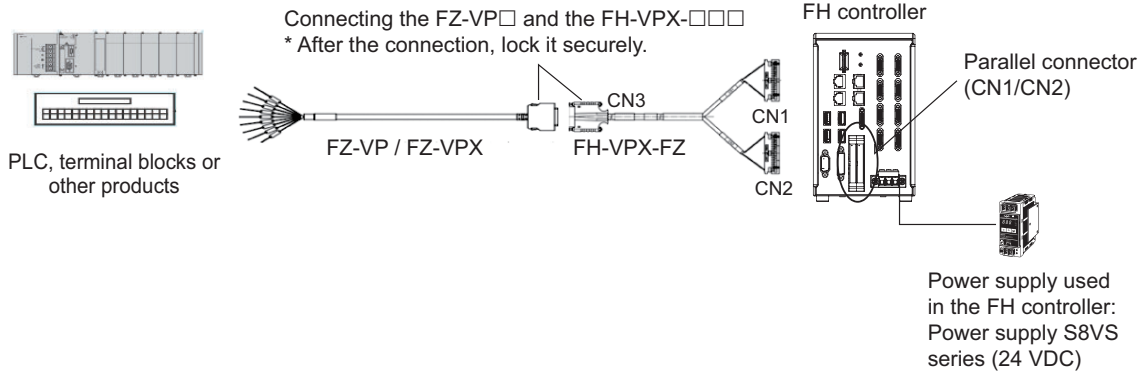 Connecting the FZ-VP□ and the FH-VPX-□□□
* After the connection, lock it securely.
FH controller
Parallel connector
(CN1/CN2)
CN3
CN1
FZ-VP / FZ-VPX
FH-VPX-FZ
CN2
PLC, terminal blocks or
other products
Power supply used
in the FH controller:
Power supply S8VS
series (24 VDC)